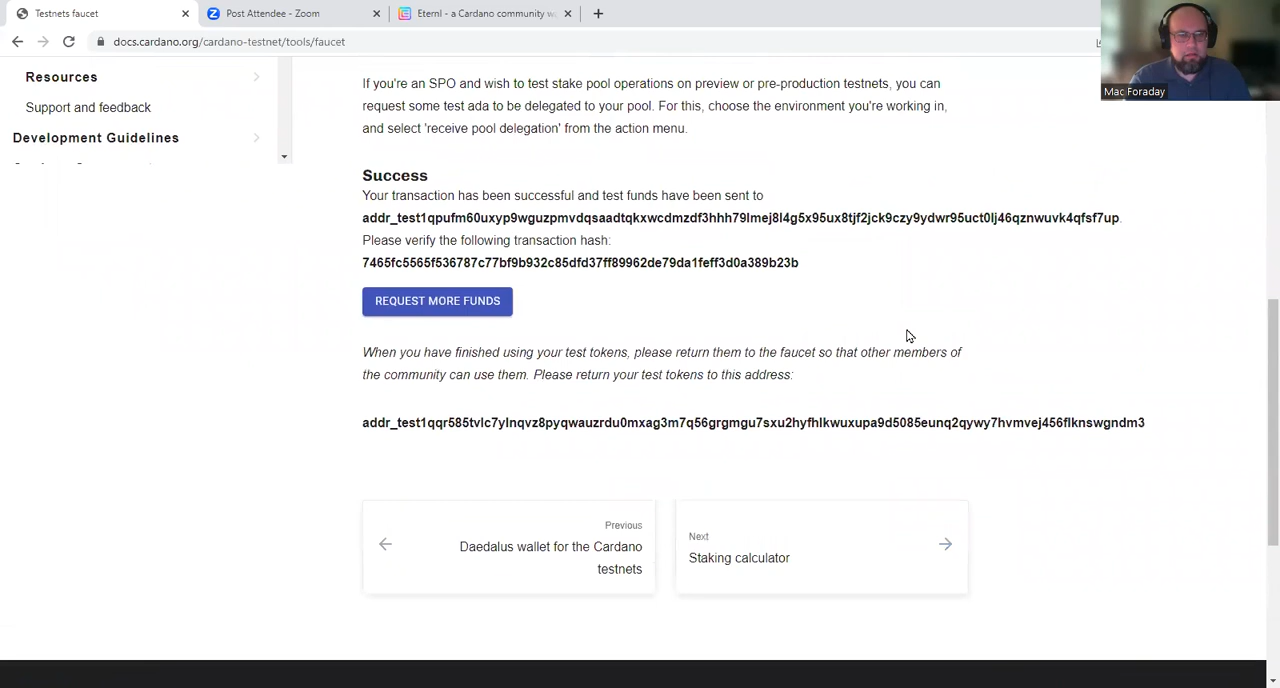 Testnets faucet
Post Attendee - Zoom
Eternl - a Cardano community w
docs.cardano.org/cardano-testnet/tools/faucet
Mac Foraday
Resources
Support and feedback
Development Guidelines
If you're an SPO and wish to test stake pool operations on preview or pre-production testnets, you can
request some test ada to be delegated to your pool. For this, choose the environment you're working in,
and select 'receive pool delegation' from the action menu.
Success
Your transaction has been successful and test funds have been sent to
addr_test1qpufm60uxyp9wguzpmvdqsaadtqkxwcdmzdf3hhh79lmej8l4g5x95ux8tjf2jck9czy9ydwr95uct0lj46qznwuvk4qfsf7up.
Please verify the following transaction hash:
7465fc5565f536787c77bf9b932c85dfd37ff89962de79da1feff3d0a389b23b
REQUEST MORE FUNDS
When you have finished using your test tokens, please return them to the faucet so that other members of
the community can use them. Please return your test tokens to this address:
addr_test1qqr585tvlc7ylnqvz8pyqwauzrdu0mxag3m7q56grgmgu7sxu2hyfhlkwuxupa9d5085eunq2qywy7hvmvej456flknswgndm3
Previous
Daedalus wallet for the Cardano
testnets
Next
Staking calculator